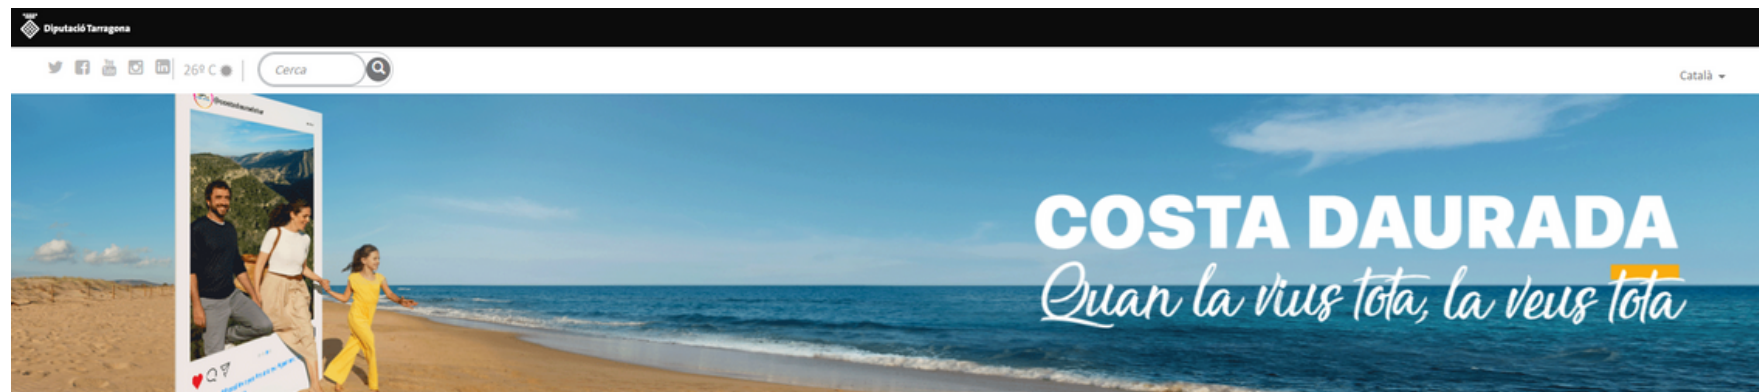 Diputació Tarragona
26º C
Cerca
Català
COSTA DAURADA
Quan la vius tota, la veus tota